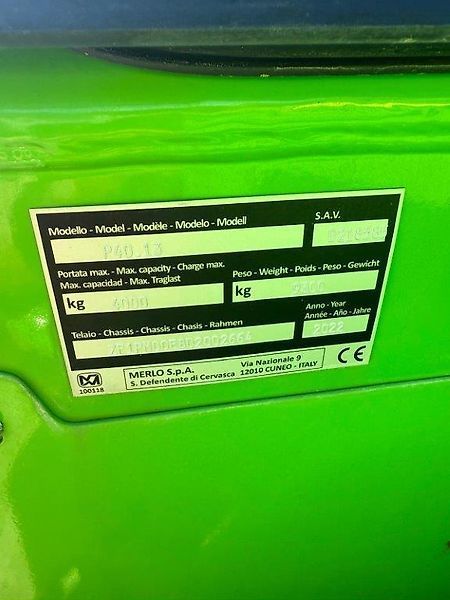 Modello - Model - Modèle - Modelo - Modell
S.A.V.
P40.13
Portata max. - Max. capacity - Charge max.
Max. capacidad - Max. Traglast
Peso - Weight - Poids - Peso - Gewicht
kg 4000
kg
Telaio - Chassis - Chassis - Chasis - Rahmen
Anno - Year
Année - Año - Jahre
2022
MERLO S.p.A. Via Nazionale 9
S. Defendente di Cervasca 12010 CUNEO - ITALY
CE
100118